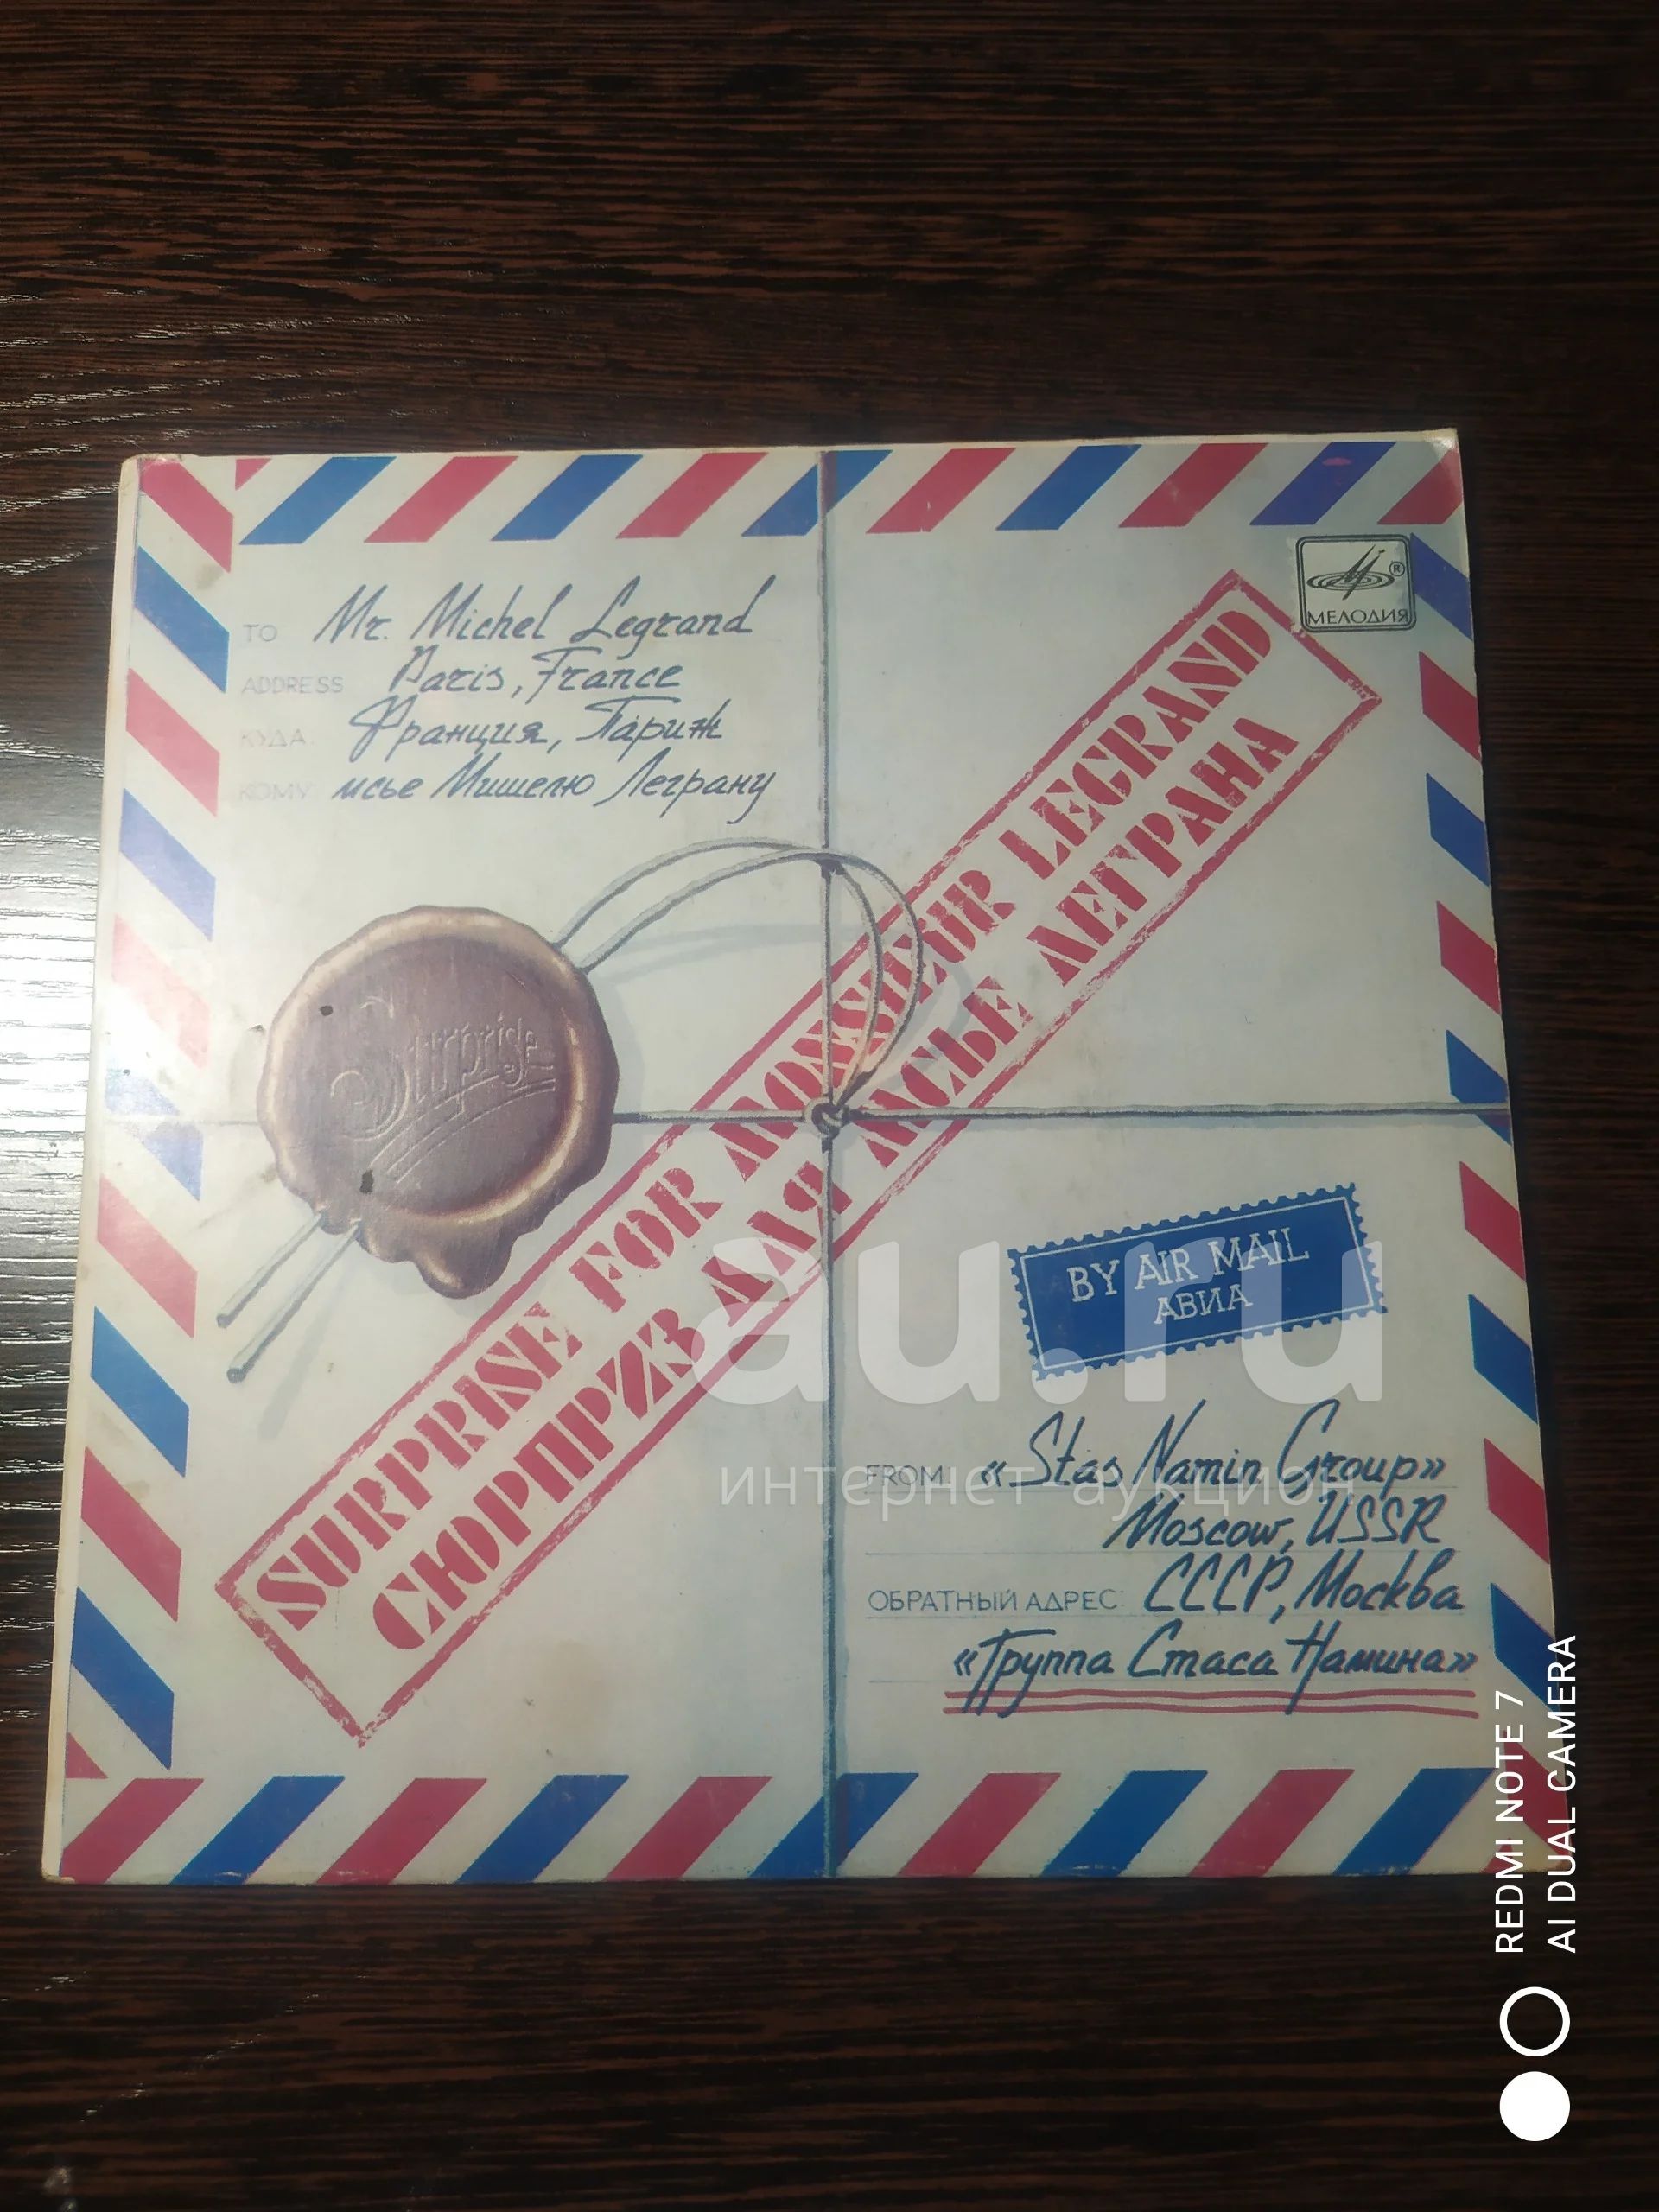 МЕЛОДИЯ
TO Mr. Michel Legrand
ADDRESS Paris, France
КУДА Франция, Париж
КОМУ мсье Мишелю Леграну
Surprise
SURPRISE FOR MONSIEUR LEGRAND
СЮРПРИЗ ДЛЯ МСЬЕ ЛЕГРАНА
BY AIR MAIL
АВИА
au.ru
интернет аукцион
FROM: «Stas Namin Group»
Moscow, USSR
ОБРАТНЫЙ АДРЕС: СССР, Москва
«Группа Стаса Намина»
REDMI NOTE 7
AI DUAL CAMERA